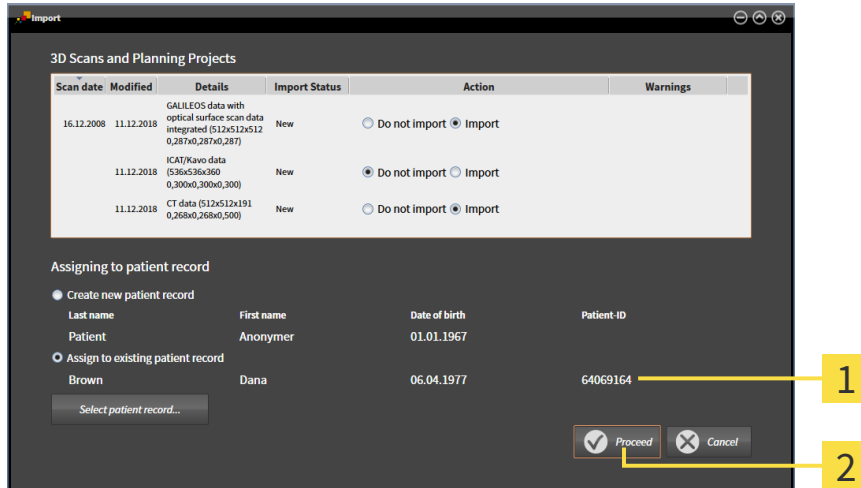 Import
3D Scans and Planning Projects
Scan date Modified Details Import Status Action Warnings
GALILEOS data with
optical surface scan data
16.12.2008 11.12.2018 integrated (512x512x512 New Do not import Import
0,287x0,287x0,287)
ICAT/Kavo data
11.12.2018 (536x536x360 New Do not import Import
0,300x0,300x0,300)
11.12.2018 CT data (512x512x191 New Do not import Import
0,268x0,268x0,500)
Assigning to patient record
Create new patient record
Last name First name Date of birth Patient-ID
Patient Anonymer 01.01.1967
Assign to existing patient record
Brown Dana 06.04.1977 64069164 1
Select patient record...
Proceed Cancel
2